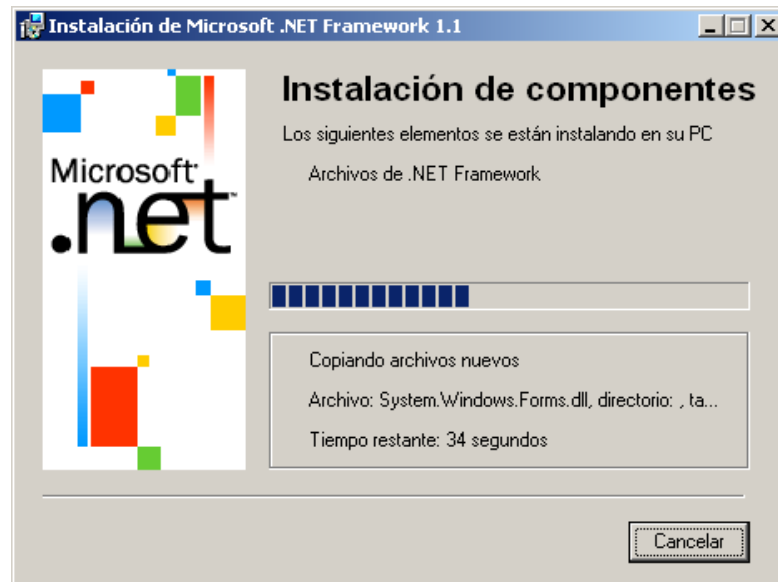 Instalación de Microsoft .NET Framework 1.1
Instalación de componentes
Los siguientes elementos se están instalando en su PC
Archivos de .NET Framework
Microsoft
.net
Copiando archivos nuevos
Archivo: System.Windows.Forms.dll, directorio: , ta...
Tiempo restante: 34 segundos
Cancelar